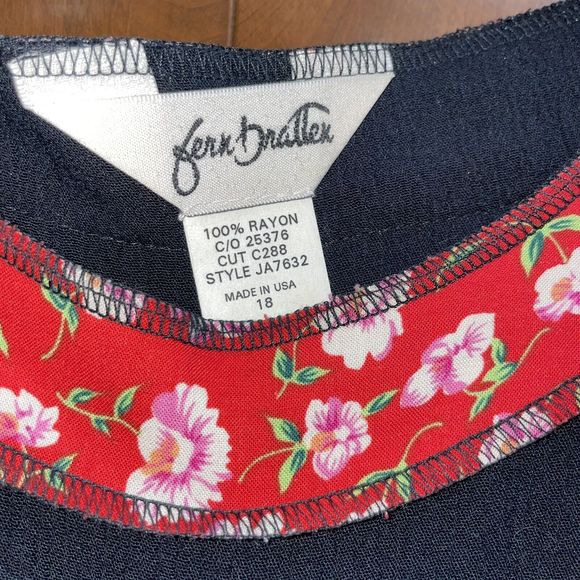 fern Bratten
100% RAYON
C/O 25376
CUT C288
STYLE JA7632
MADE IN USA
18